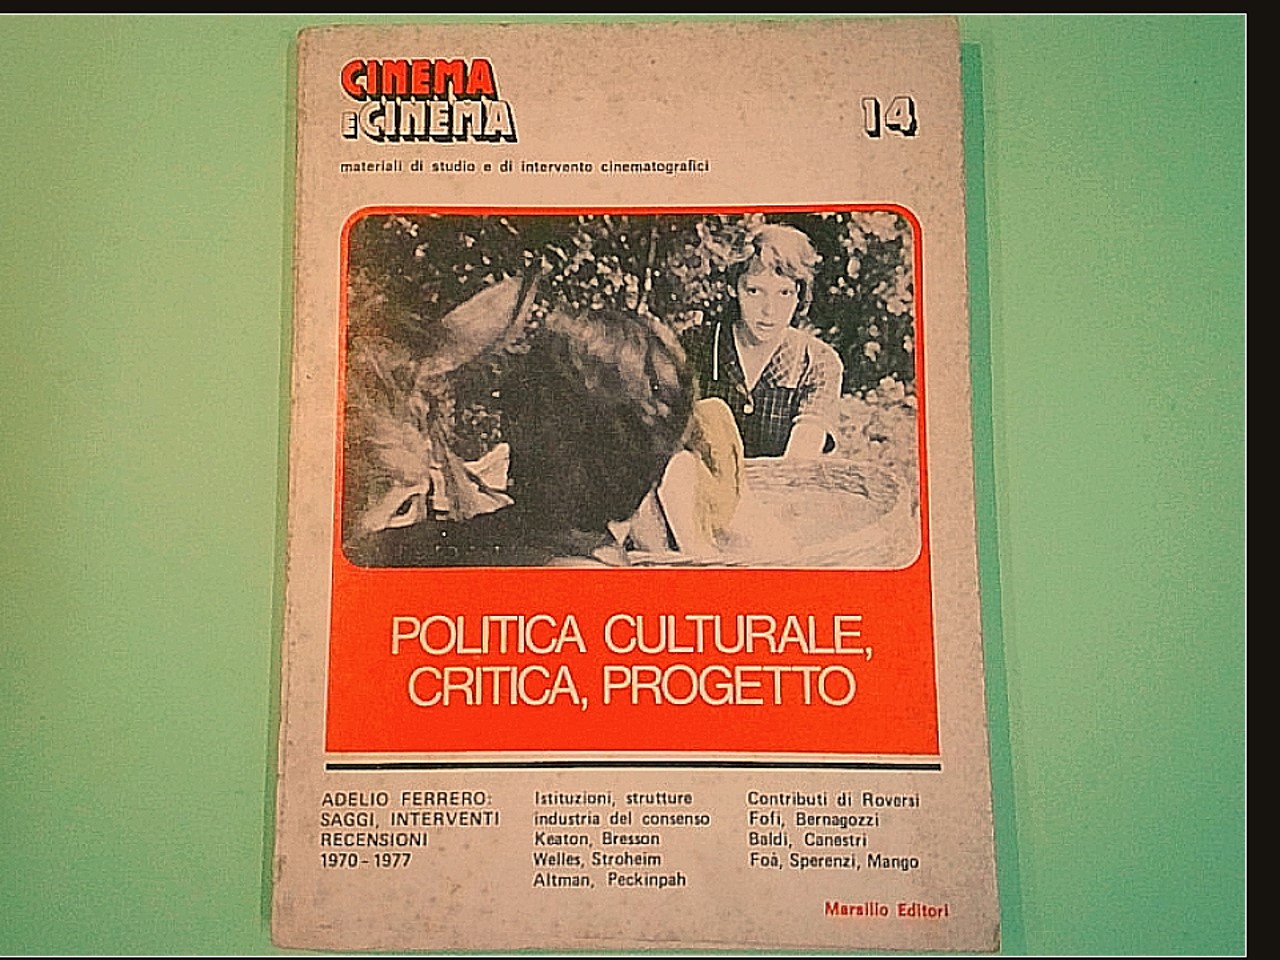 CINEMA
E CINEMA
14
materiali di studio e di intervento cinematografici
POLITICA CULTURALE,
CRITICA, PROGETTO
ADELIO FERRERO:
SAGGI, INTERVENTI
RECENSIONI
1970-1977
Istituzioni, strutture
industria del consenso
Keaton, Bresson
Welles, Stroheim
Altman, Peckinpah
Contributi di Roversi
Fofi, Bernagozzi
Baldi, Canestri
Foà, Sperenzi, Mango
Marsilio Editori